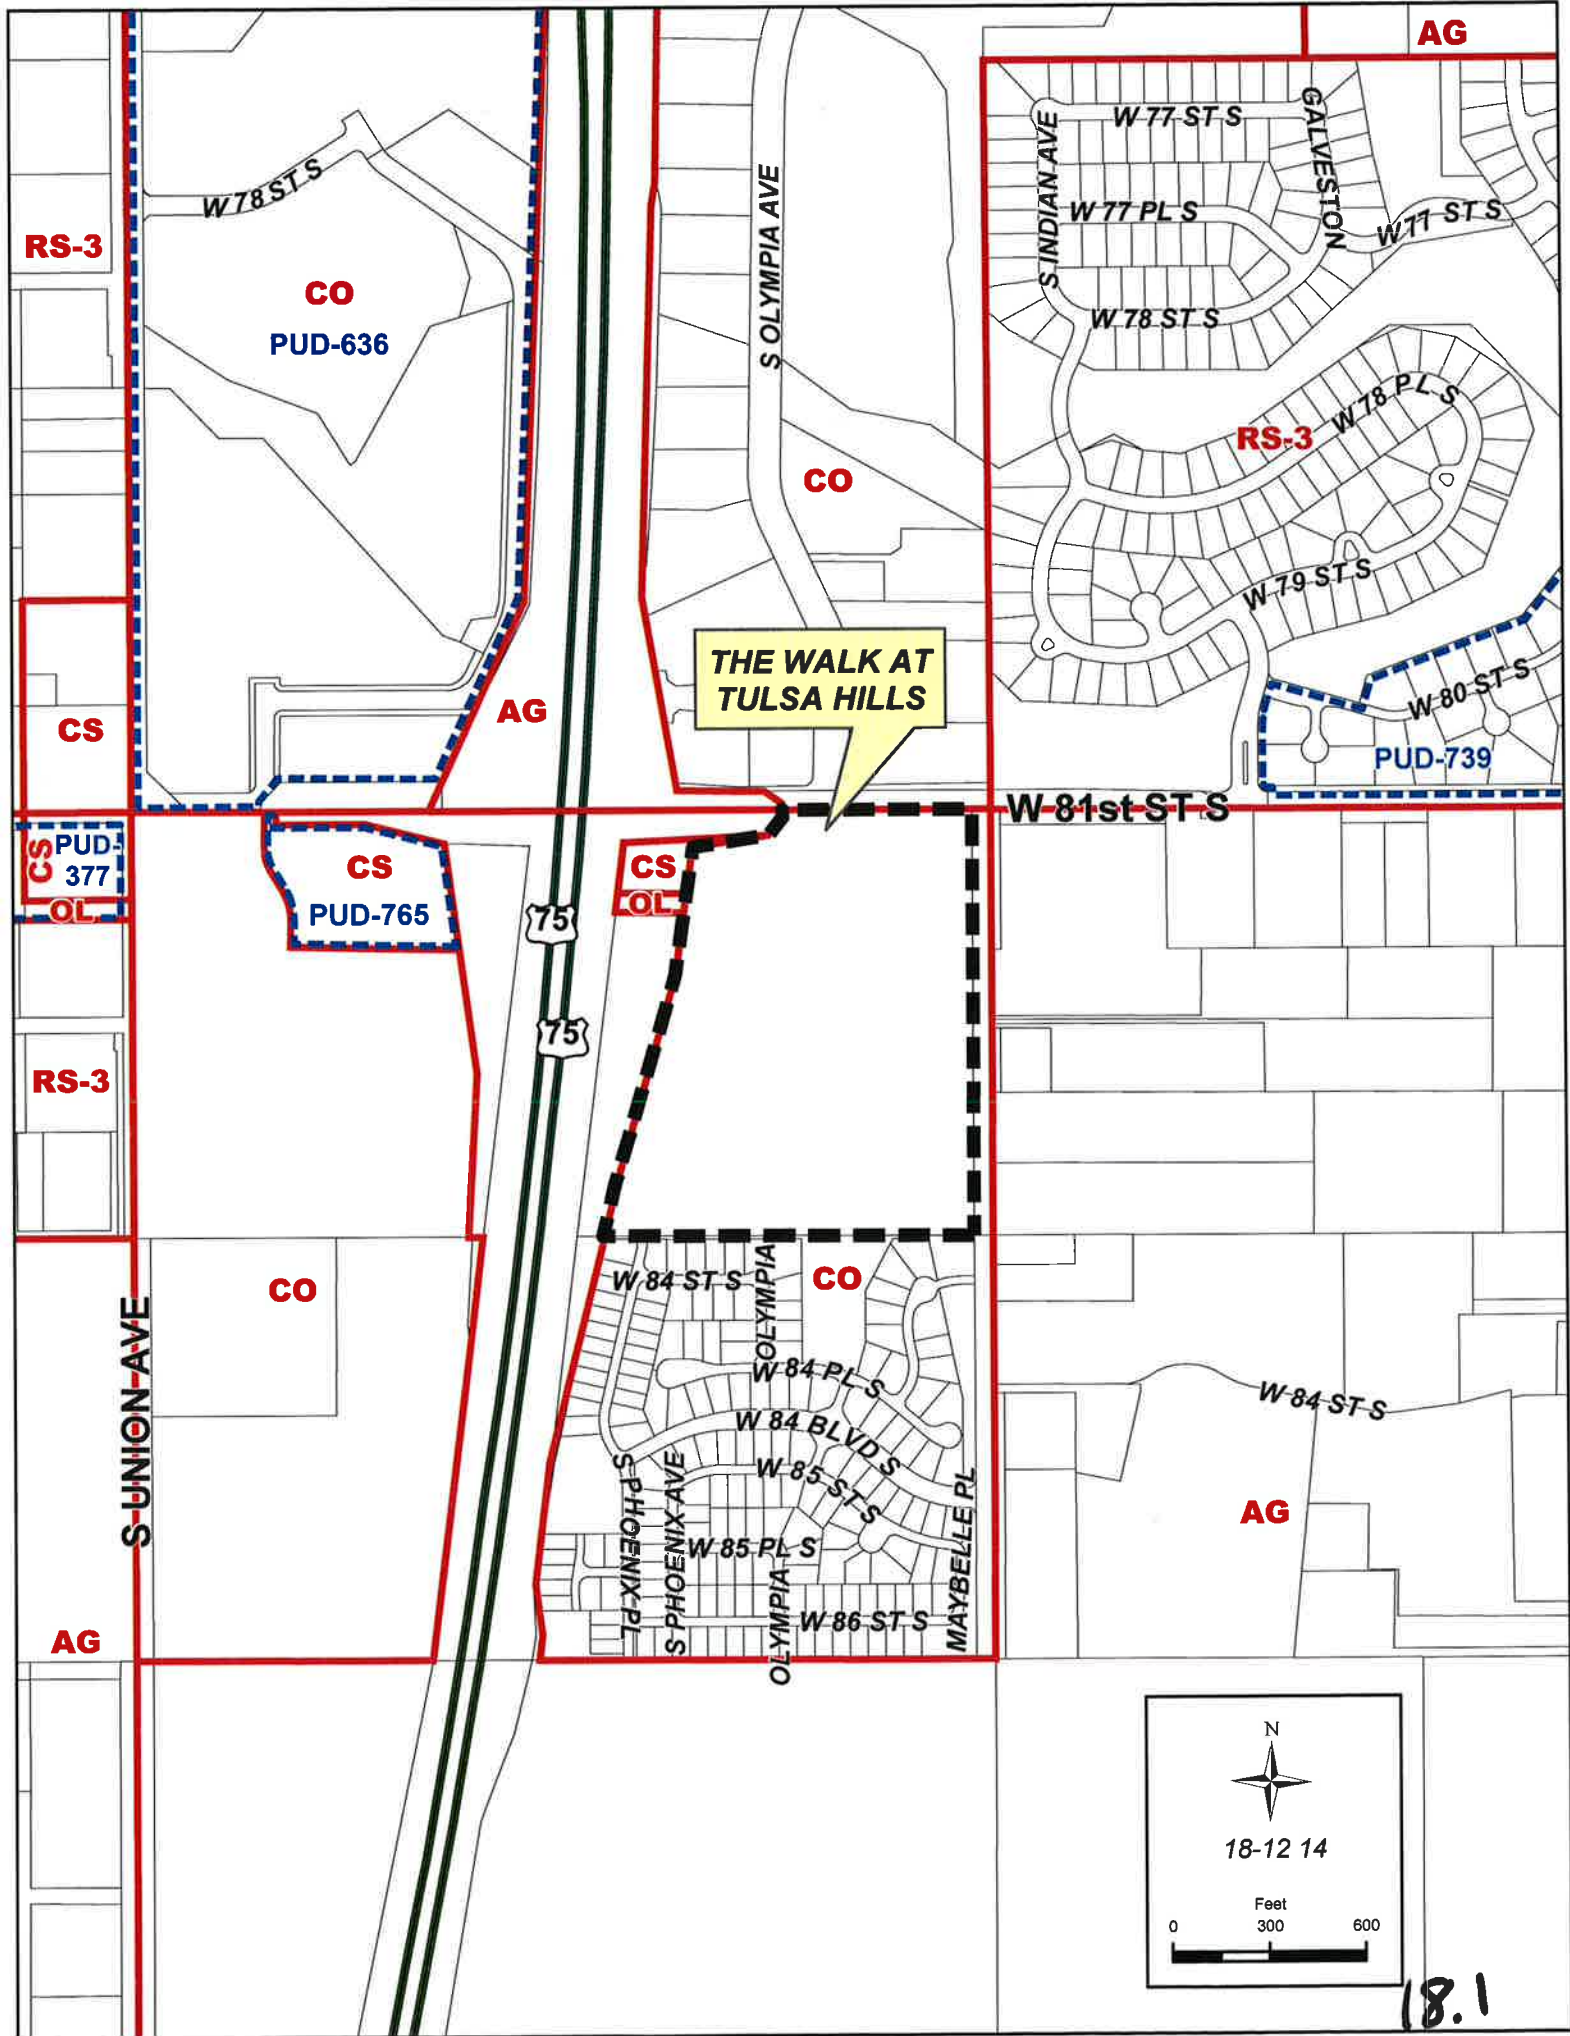 AG
W 77 ST S
GALVESTON
S INDIAN AVE
W 78 ST S
S OLYMPIA AVE
W 77 PL S
W 77 ST S
RS-3
CO
PUD-636
W 78 ST S
W 78 PL S
RS-3
CO
W 79 ST S
THE WALK AT
TULSA HILLS
W 80 ST S
AG
CS
PUD-739
W 81st ST S
CS
PUD-
377
OL
CS
PUD-765
CS
OL
75
75
RS-3
CO
W 84 ST S
OLYMPIA
CO
S UNION AVE
W 84 PL S
W 84 ST S
W 84 BLVD S
S PHOENIX PL
S PHOENIX AVE
W 85 ST S
MAYBELLE PL
AG
W 85 PL S
OLYMPIA
W 86 ST S
AG
N
18-12 14
Feet
0 300 600
18.1